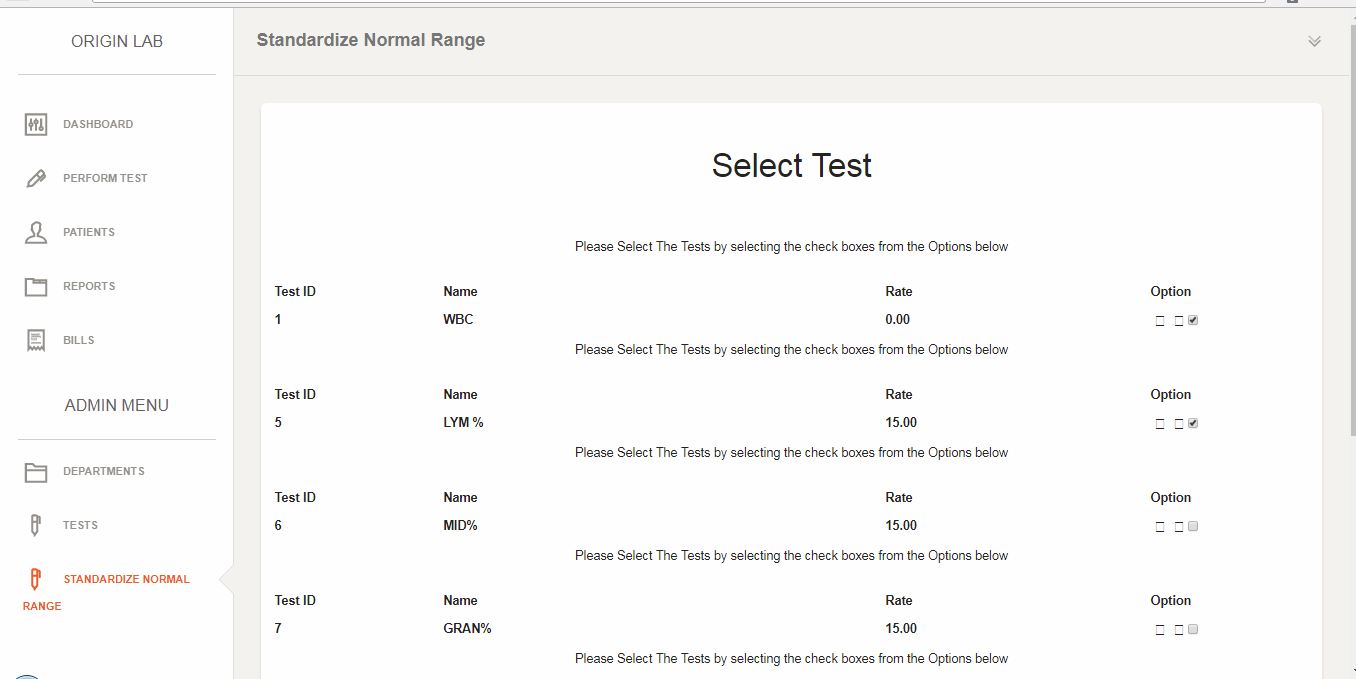 ORIGIN LAB
DASHBOARD
PERFORM TEST
PATIENTS
REPORTS
BILLS
ADMIN MENU
DEPARTMENTS
TESTS
STANDARDIZE NORMAL
RANGE
Standardize Normal Range
Select Test
Please Select The Tests by selecting the check boxes from the Options below
Test ID Name Rate Option
1 WBC 0.00
Please Select The Tests by selecting the check boxes from the Options below
Test ID Name Rate Option
5 LYM % 15.00
Please Select The Tests by selecting the check boxes from the Options below
Test ID Name Rate Option
6 MID% 15.00
Please Select The Tests by selecting the check boxes from the Options below
Test ID Name Rate Option
7 GRAN% 15.00
Please Select The Tests by selecting the check boxes from the Options below